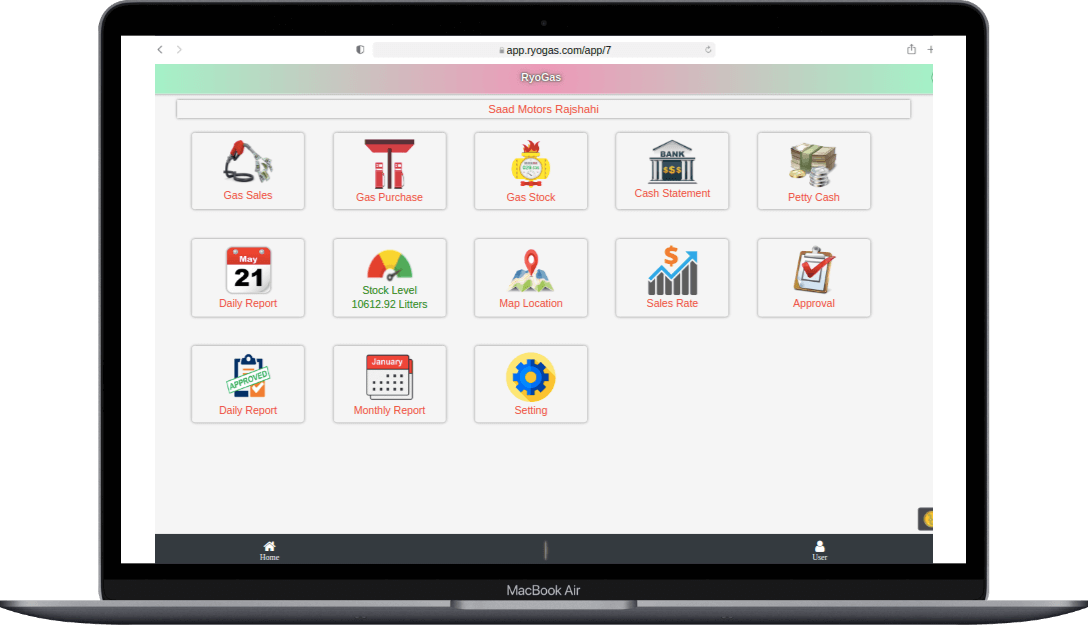 app.ryogas.com/app/7
RyoGas
Saad Motors Rajshahi
Gas Sales
Gas Purchase
Gas Stock
BANK
$$$
Cash Statement
Petty Cash
May
21
Daily Report
Stock Level
10612.92 Litters
Map Location
$
Sales Rate
Approval
APPROVED
Daily Report
January
Monthly Report
Setting
Home
User
MacBook Air